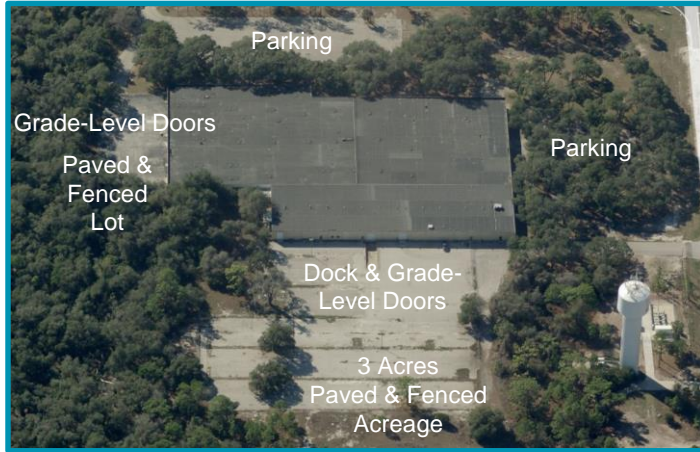 Parking
Grade-Level Doors
Paved &
Fenced
Lot
Parking
Dock & Grade-
Level Doors
3 Acres
Paved & Fenced
Acreage